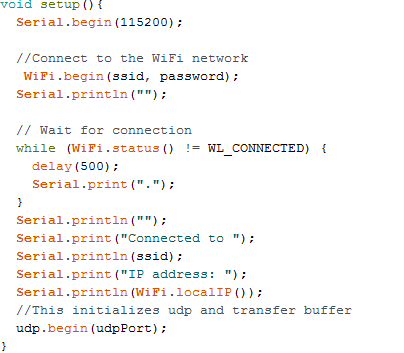 void setup(){
  Serial.begin(115200);

  //Connect to the WiFi network
   WiFi.begin(ssid, password);
  Serial.println("");

  // Wait for connection
  while (WiFi.status() != WL_CONNECTED) {
    delay(500);
    Serial.print(".");
  }
  Serial.println("");
  Serial.print("Connected to ");
  Serial.println(ssid);
  Serial.print("IP address: ");
  Serial.println(WiFi.localIP());
  //This initializes udp and transfer buffer
  udp.begin(udpPort);
}